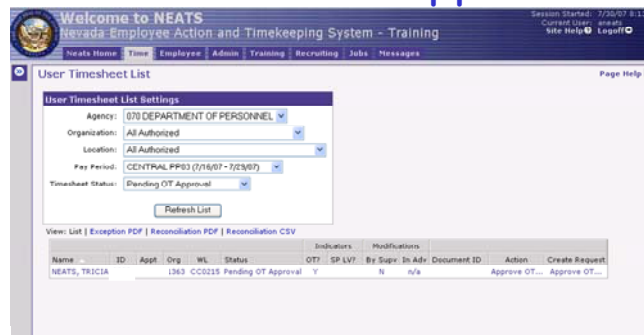 Welcome to NEATS
Nevada Employee Action and Timekeeping System - Training
Session Started: 7/30/07 8:13
Current User: aneats
Site Help Logoff
Neats Home Time Employee Admin Training Recruiting Jobs Messages
User Timesheet List
Page Help
User Timesheet List Settings
Agency: 070 DEPARTMENT OF PERSONNEL
Organization: All Authorized
Location: All Authorized
Pay Period: CENTRAL PP03 (7/16/07 - 7/29/07)
Timesheet Status: Pending OT Approval
Refresh List
View: List | Exception PDF | Reconciliation PDF | Reconciliation CSV
Indicators Modifications
Name ID Appt Org WL Status OT? SP LV? By Supv In Adv Document ID Action Create Request
NEATS, TRICIA 1363 CC0215 Pending OT Approval Y N n/a Approve OT... Approve OT...